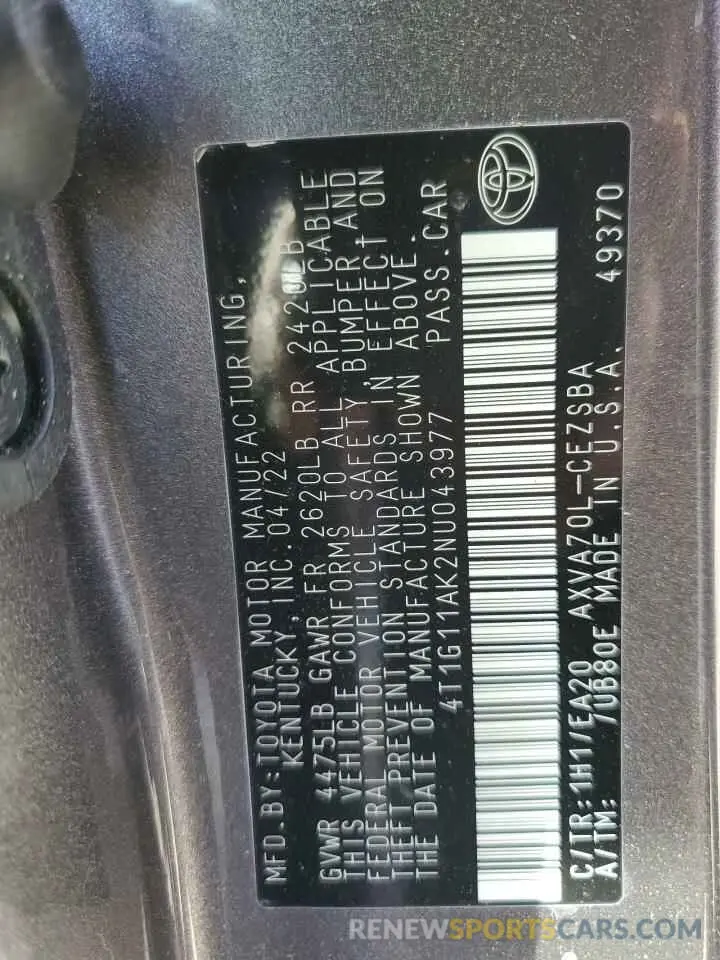 MFD.BY:TOYOTA MOTOR MANUFACTURING,
KENTUCKY, INC. 04/22
GVWR 4475LB GAWR FR 2620LB RR 2420LB
THIS VEHICLE CONFORMS TO ALL APPLICABLE
FEDERAL MOTOR VEHICLE SAFETY, BUMPER AND
THEFT PREVENTION STANDARDS IN EFFECT ON
THE DATE OF MANUFACTURE SHOWN ABOVE.
4T1G11AK2NU043977 PASS.CAR
C/TR:1H1/EA20 AXVA70L-CEZSBA
A/TM: /UB80E MADE IN U.S.A. 49370
RENEWSPORTSCARS.COM